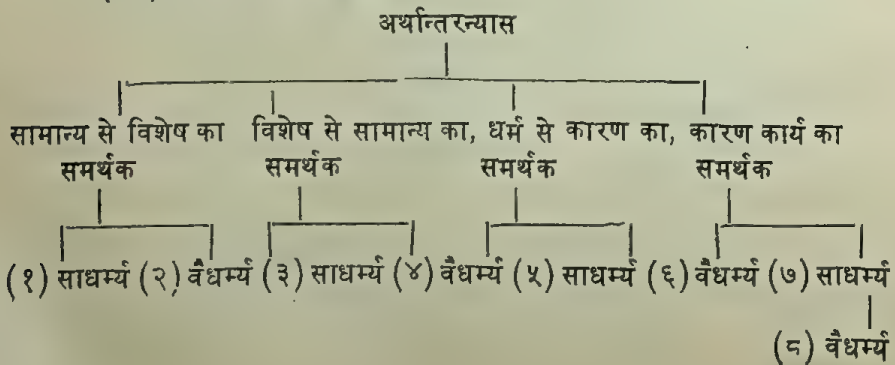 अर्थान्तरन्यास
सामान्य से विशेष का विशेष से सामान्य का, धर्म से कारण का, कारण कार्य का
समर्थक समर्थक समर्थक समर्थक
(१) साधर्म्य (२) वैधर्म्य (३) साधर्म्य (४) वैधर्म्य (५) साधर्म्य (६) वैधर्म्य (७) साधर्म्य
(८) वैधर्म्य